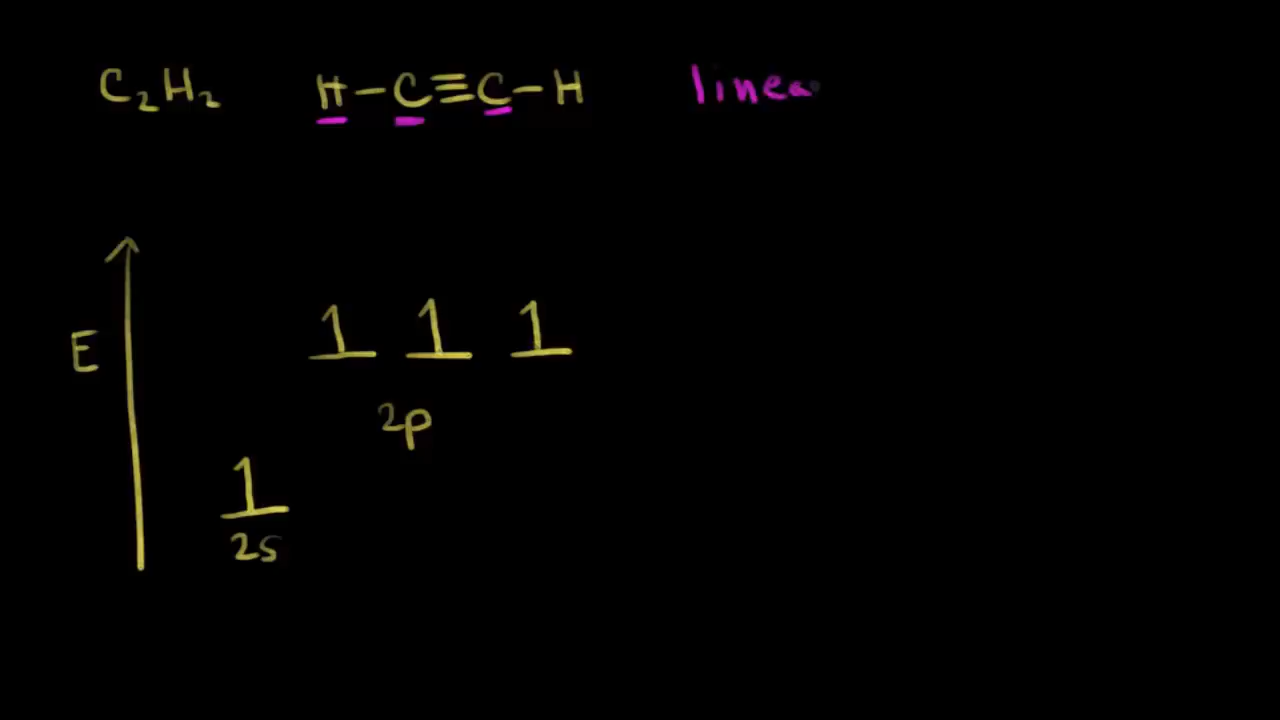 C₂H₂ H-C≡C-H linea
E
1 1 1
2p
1
2s